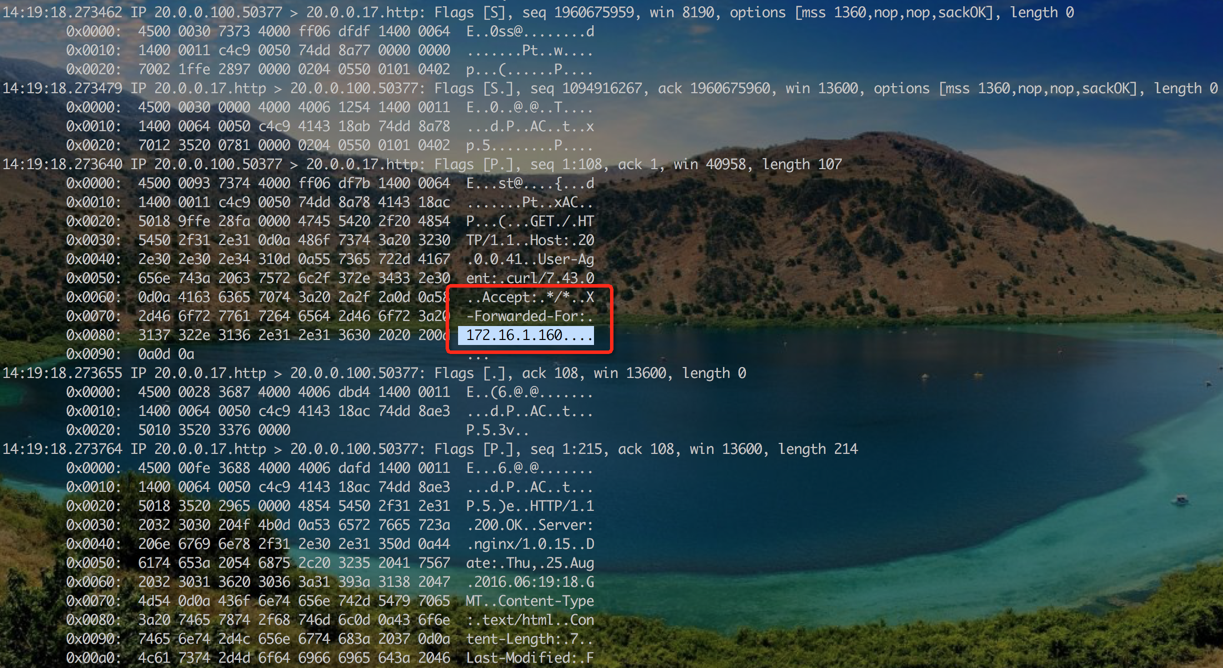 14:19:18.273462 IP 20.0.0.100.50377 > 20.0.0.17.http: Flags [S], seq 1960675959, win 8190, options [mss 1360,nop,nop,sackOK], length 0
0x0000: 4500 0030 7373 4000 ff06 dfdf 1400 0064 E..0ss@........d
0x0010: 1400 0011 c4c9 0050 74dd 8a77 0000 0000 .......Pt..w....
0x0020: 7002 1ffe 2897 0000 0204 0550 0101 0402 p...(......P....
14:19:18.273479 IP 20.0.0.17.http > 20.0.0.100.50377: Flags [S.], seq 1094916267, ack 1960675960, win 13600, options [mss 1360,nop,nop,sackOK], length 0
0x0000: 4500 0030 0000 4000 4006 1254 1400 0011 E..0..@.@..T....
0x0010: 1400 0064 0050 c4c9 4143 18ab 74dd 8a78 ...d.P..AC..t..x
0x0020: 7012 3520 0781 0000 0204 0550 0101 0402 p.5........P....
14:19:18.273640 IP 20.0.0.100.50377 > 20.0.0.17.http: Flags [P.], seq 1:108, ack 1, win 40958, length 107
0x0000: 4500 0093 7374 4000 ff06 df7b 1400 0064 E...st@....{...d
0x0010: 1400 0011 c4c9 0050 74dd 8a78 4143 18ac .......Pt..xAC..
0x0020: 5018 9ffe 28fa 0000 4745 5420 2f20 4854 P...(...GET./.HT
0x0030: 5450 2f31 2e31 0d0a 486f 7374 3a20 3230 TP/1.1..Host:.20
0x0040: 2e30 2e30 2e34 310d 0a55 7365 722d 4167 .0.0.41..User-Ag
0x0050: 656e 743a 2063 7572 6c2f 372e 3433 2e30 ent:.curl/7.43.0
0x0060: 0d0a 4163 6365 7074 3a20 2a2f 2a0d 0a58 ..Accept:.*/*..X
0x0070: 2d46 6f72 7761 7264 6564 2d46 6f72 3a20 -Forwarded-For:.
0x0080: 3137 322e 3136 2e31 2e31 3630 2020 200d 172.16.1.160....
0x0090: 0a0d 0a ...
14:19:18.273655 IP 20.0.0.17.http > 20.0.0.100.50377: Flags [.], ack 108, win 13600, length 0
0x0000: 4500 0028 3687 4000 4006 dbd4 1400 0011 E..(6.@.@.......
0x0010: 1400 0064 0050 c4c9 4143 18ac 74dd 8ae3 ...d.P..AC..t...
0x0020: 5010 3520 3376 0000 P.5.3v..
14:19:18.273764 IP 20.0.0.17.http > 20.0.0.100.50377: Flags [P.], seq 1:215, ack 108, win 13600, length 214
0x0000: 4500 00fe 3688 4000 4006 dafd 1400 0011 E...6.@.@.......
0x0010: 1400 0064 0050 c4c9 4143 18ac 74dd 8ae3 ...d.P..AC..t...
0x0020: 5018 3520 2965 0000 4854 5450 2f31 2e31 P.5.)e..HTTP/1.1
0x0030: 2032 3030 204f 4b0d 0a53 6572 7665 723a .200.OK..Server:
0x0040: 206e 6769 6e78 2f31 2e30 2e31 350d 0a44 .nginx/1.0.15..D
0x0050: 6174 653a 2054 6875 2c20 3235 2041 7567 ate:.Thu,.25.Aug
0x0060: 2032 3031 3620 3036 3a31 393a 3138 2047 .2016.06:19:18.G
0x0070: 4d54 0d0a 436f 6e74 656e 742d 5479 7065 MT..Content-Type
0x0080: 3a20 7465 7874 2f68 746d 6c0d 0a43 6f6e :.text/html..Con
0x0090: 7465 6e74 2d4c 656e 6774 683a 2037 0d0a tent-Length:.7..
0x00a0: 4c61 7374 2d4d 6f64 6966 6965 643a 2046 Last-Modified:.F